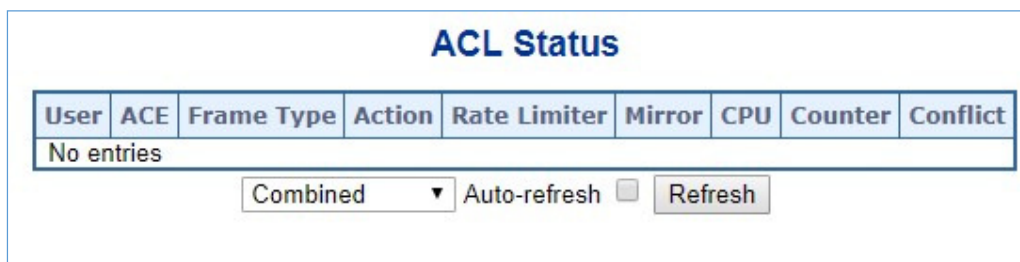 ACL Status
User ACE Frame Type Action Rate Limiter Mirror CPU Counter Conflict
No entries
Combined Auto-refresh Refresh